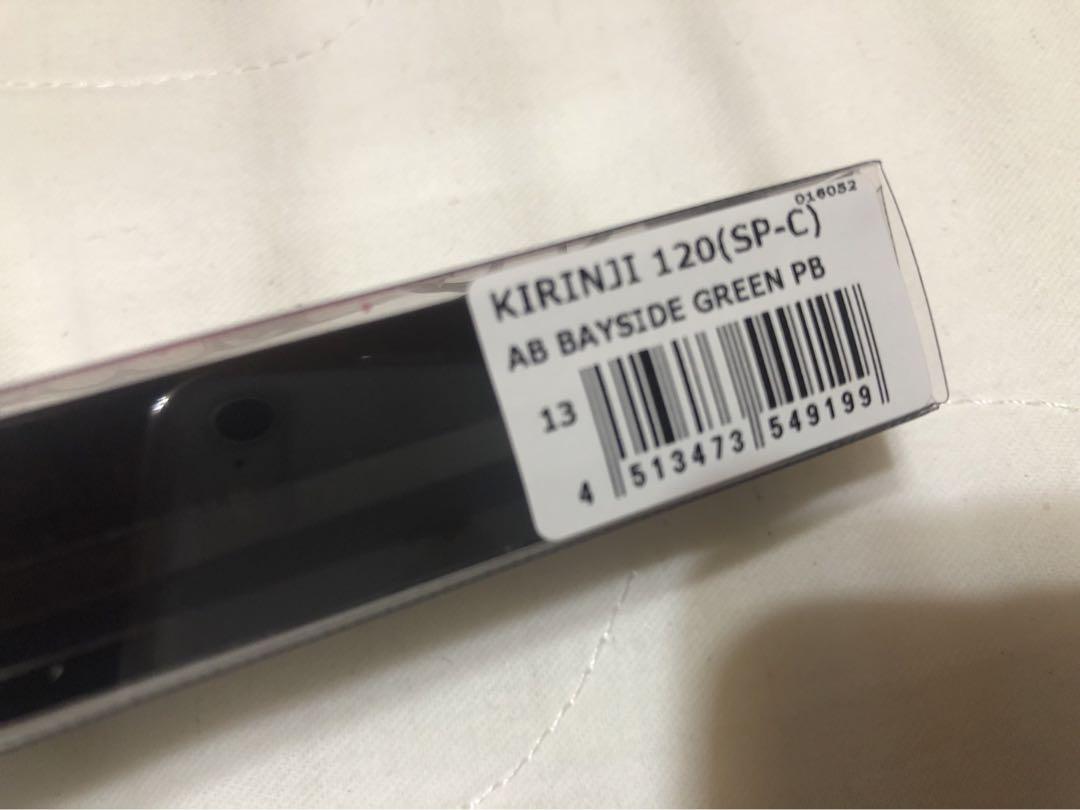 016052
KIRINJI 120(SP-C)
AB BAYSIDE GREEN PB
13
4 513473 549199